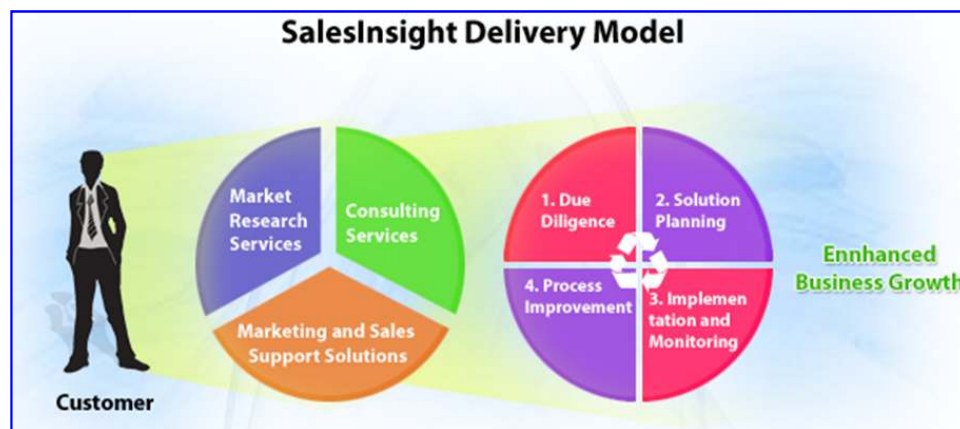 SalesInsight Delivery Model
Market
Research
Services
Consulting
Services
Marketing and Sales
Support Solutions
1. Due
Diligence
2. Solution
Planning
4. Process
Improvement
3. Implemen
tation and
Monitoring
Ennhanced
Business Growth
Customer